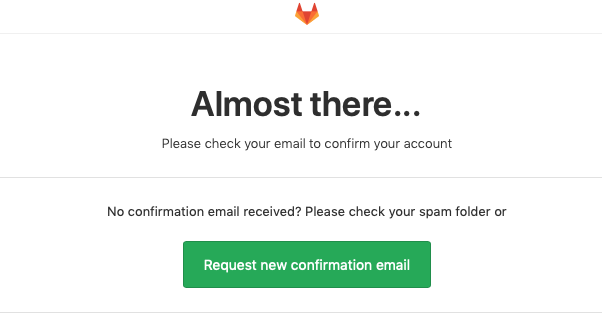 Almost there...
Please check your email to confirm your account
No confirmation email received? Please check your spam folder or
Request new confirmation email